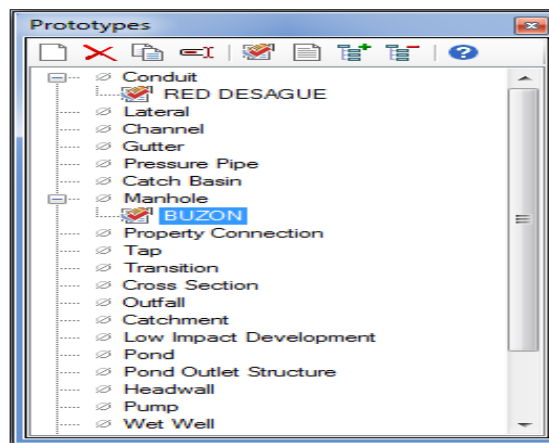 Prototypes
Conduit
RED DESAGUE
Lateral
Channel
Gutter
Pressure Pipe
Catch Basin
Manhole
BUZON
Property Connection
Tap
Transition
Cross Section
Outfall
Catchment
Low Impact Development
Pond
Pond Outlet Structure
Headwall
Pump
Wet Well